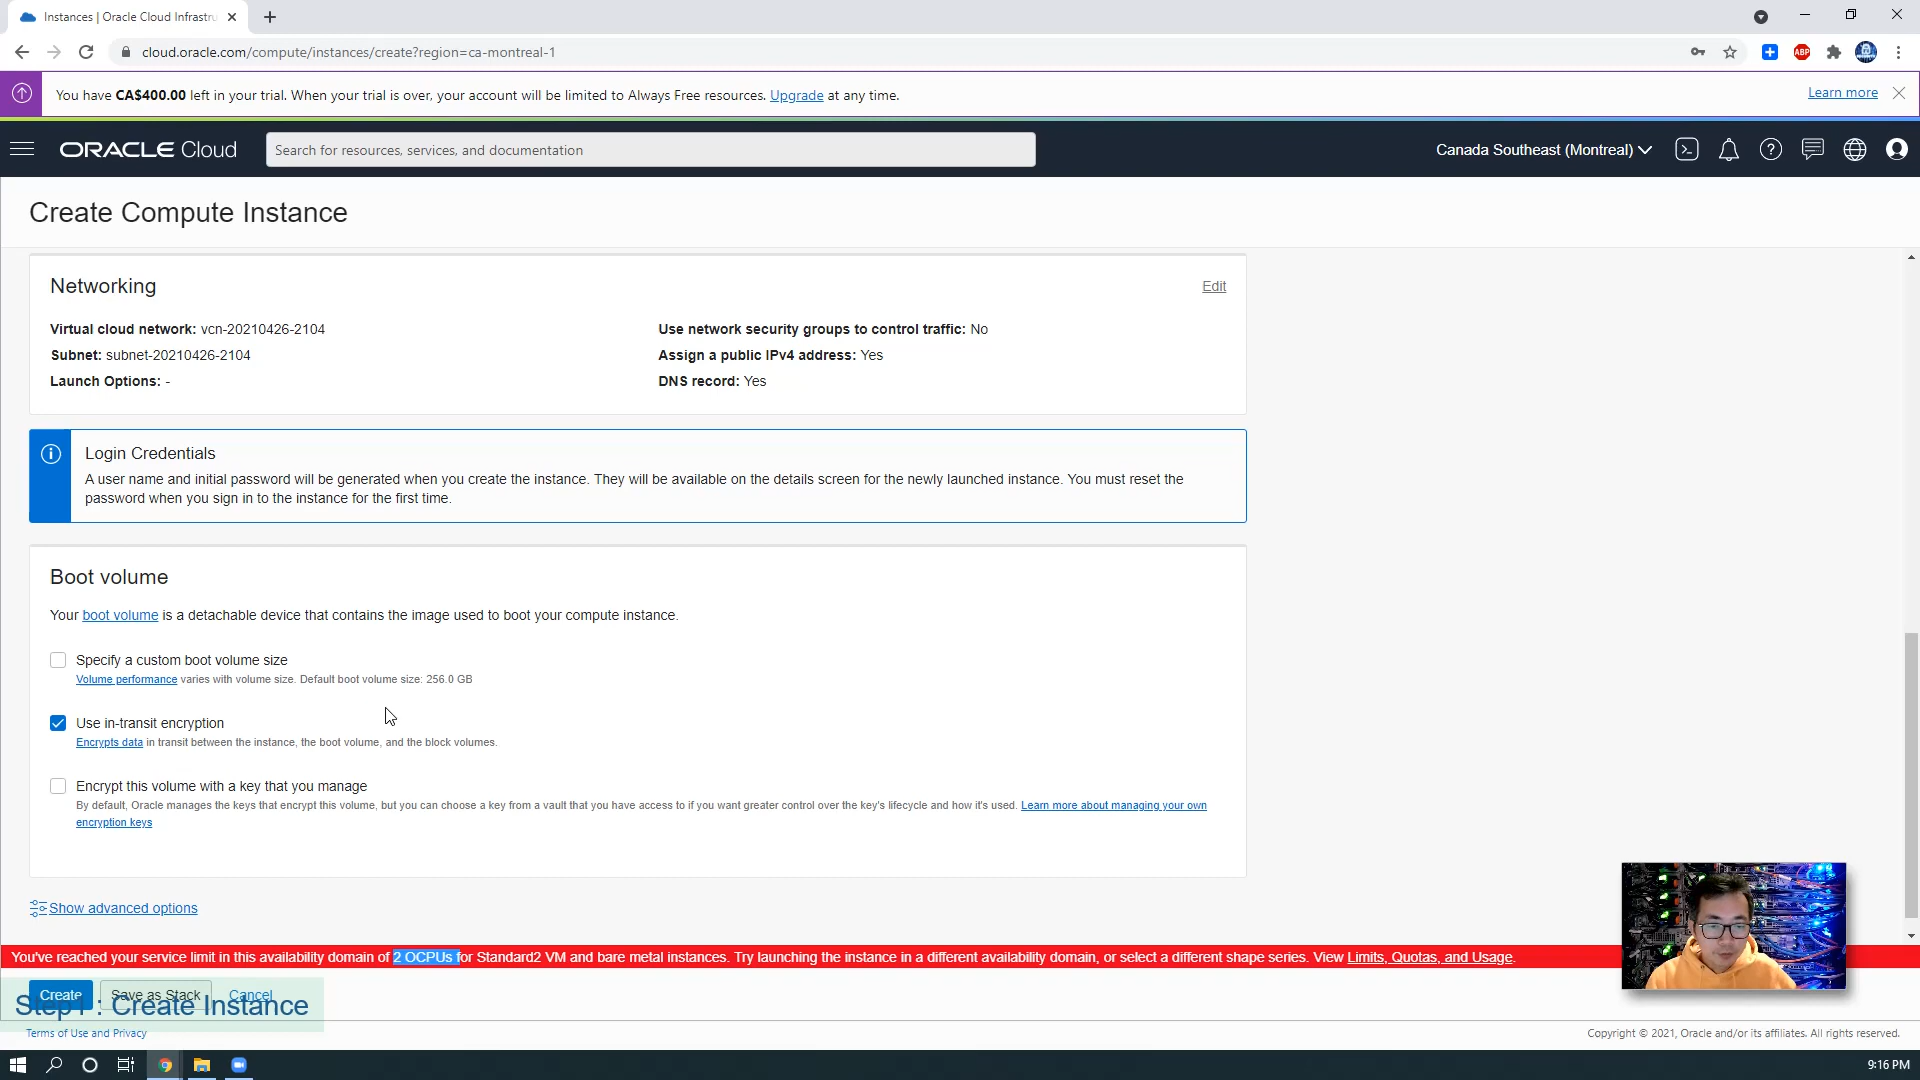 Instances | Oracle Cloud Infrastru
cloud.oracle.com/compute/instances/create?region=ca-montreal-1
ABP
You have CA$400.00 left in your trial. When your trial is over, your account will be limited to Always Free resources. Upgrade at any time.
Learn more
ORACLE Cloud
Search for resources, services, and documentation
Canada Southeast (Montreal)
Create Compute Instance
Networking
Edit
Virtual cloud network: vcn-20210426-2104
Use network security groups to control traffic: No
Subnet: subnet-20210426-2104
Assign a public IPv4 address: Yes
Launch Options: -
DNS record: Yes
Login Credentials
A user name and initial password will be generated when you create the instance. They will be available on the details screen for the newly launched instance. You must reset the
password when you sign in to the instance for the first time.
Boot volume
Your boot volume is a detachable device that contains the image used to boot your compute instance.
Specify a custom boot volume size
Volume performance varies with volume size. Default boot volume size: 256.0 GB
Use in-transit encryption
Encrypts data in transit between the instance, the boot volume, and the block volumes.
Encrypt this volume with a key that you manage
By default, Oracle manages the keys that encrypt this volume, but you can choose a key from a vault that you have access to if you want greater control over the key's lifecycle and how it's used. Learn more about managing your own
encryption keys
Show advanced options
You've reached your service limit in this availability domain of 2 OCPUs for Standard2 VM and bare metal instances. Try launching the instance in a different availability domain, or select a different shape series. View Limits, Quotas, and Usage.
Create
Save as Stack
Cancel
Step1 : Create Instance
Terms of Use and Privacy
Copyright © 2021, Oracle and/or its affiliates. All rights reserved.
9:16 PM